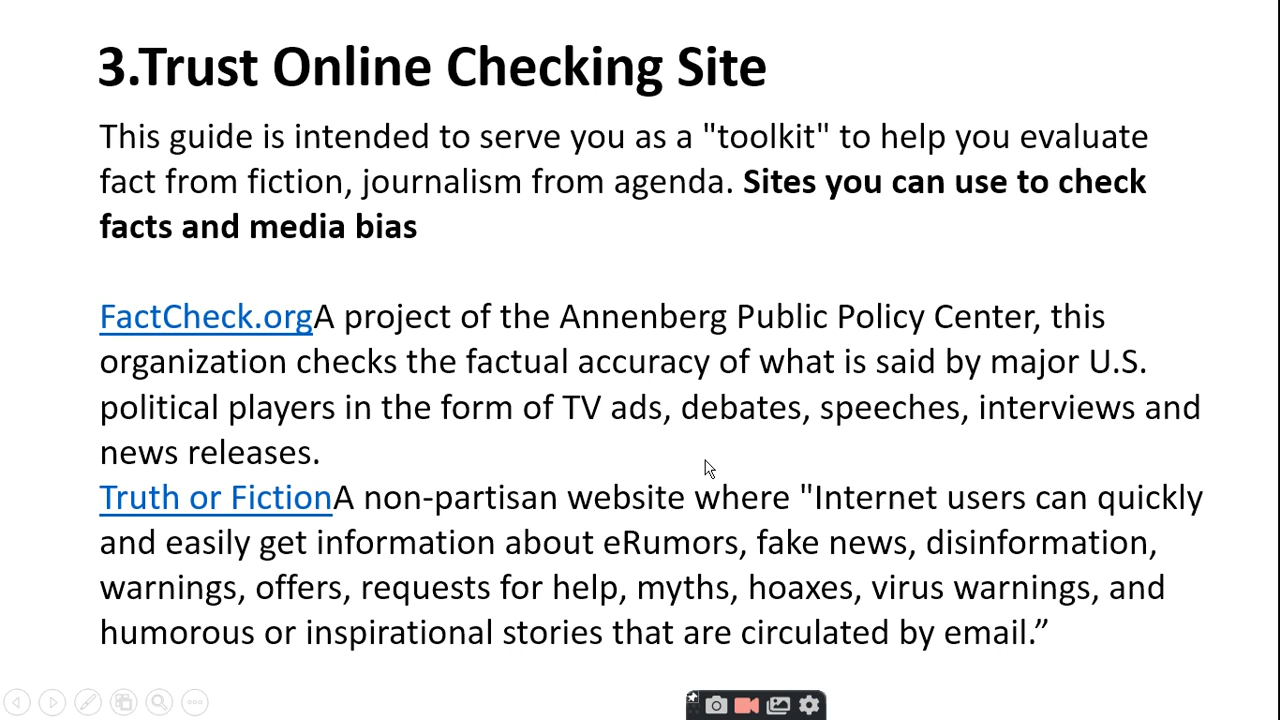 3.Trust Online Checking Site
This guide is intended to serve you as a "toolkit" to help you evaluate
fact from fiction, journalism from agenda. Sites you can use to check
facts and media bias
FactCheck.orgA project of the Annenberg Public Policy Center, this
organization checks the factual accuracy of what is said by major U.S.
political players in the form of TV ads, debates, speeches, interviews and
news releases.
Truth or FictionA non-partisan website where "Internet users can quickly
and easily get information about eRumors, fake news, disinformation,
warnings, offers, requests for help, myths, hoaxes, virus warnings, and
humorous or inspirational stories that are circulated by email.”